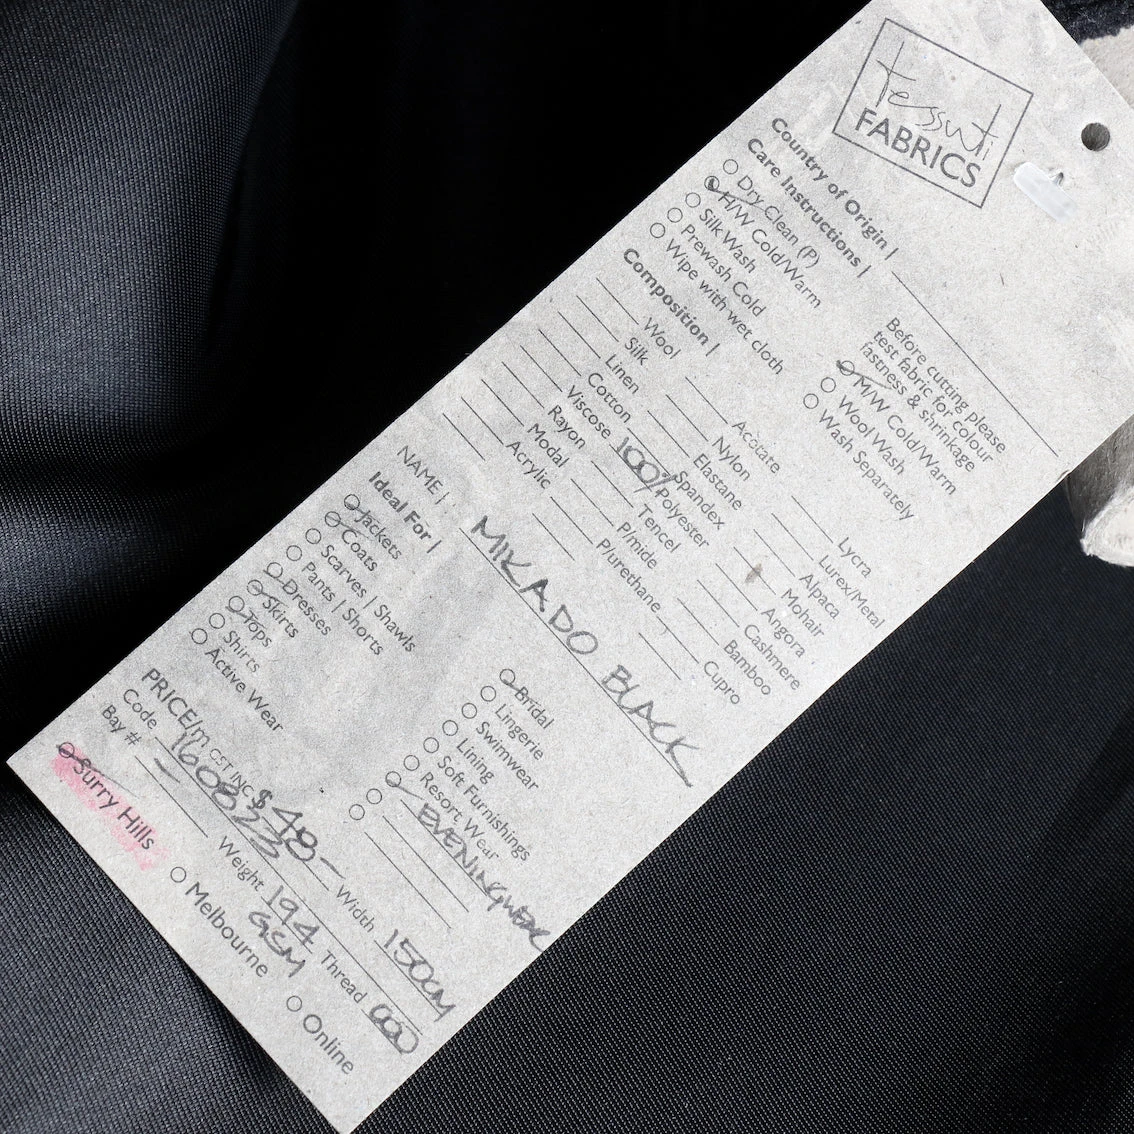 tessuti
FABRICS
Country of Origin |
Care Instructions |
Dry Clean (P)
H/W Cold/Warm
Silk Wash
Prewash Cold
Wipe with wet cloth
Before cutting please
test fabric for colour
fastness & shrinkage
M/W Cold/Warm
Wool Wash
Wash Separately
Composition |
Wool
Silk
Linen
Cotton
Viscose
Rayon
Modal
Acrylic
Acetate
Nylon
Elastane
Spandex
100% Polyester
Tencel
P/mide
P/urethane
Lycra
Lurex/Metal
Alpaca
Mohair
Angora
Cashmere
Bamboo
Cupro
NAME | MIKADO BLACK
Ideal For |
Jackets
Coats
Scarves | Shawls
Pants | Shorts
Dresses
Skirts
Tops
Shirts
Active Wear
Bridal
Lingerie
Swimwear
Lining
Soft Furnishings
Resort Wear
EVENINGWEAR
PRICE/m GST INC $48- Width 150cm
Code 160823 Weight 194 GSM Thread 000
Bay # -
Surry Hills Melbourne Online